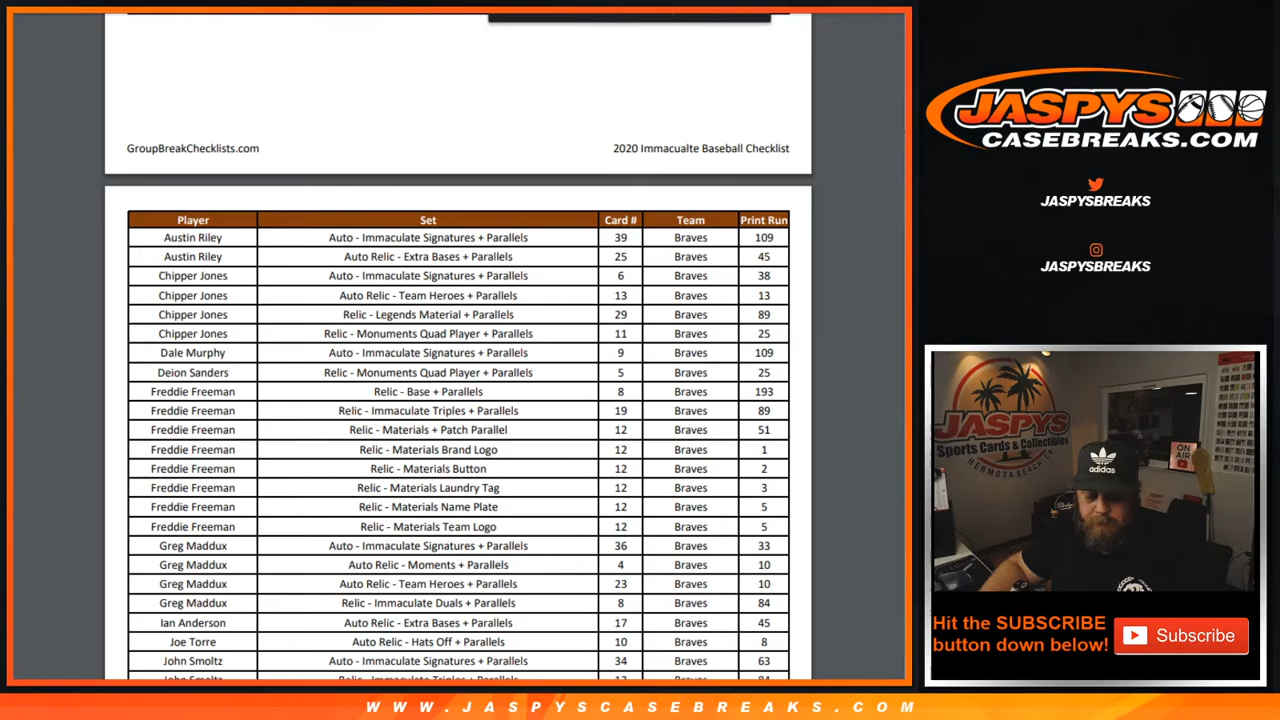 GroupBreakChecklists.com 2020 Immacualte Baseball Checklist
Player Set Card # Team Print Run
Austin Riley Auto - Immaculate Signatures + Parallels 39 Braves 109
Austin Riley Auto Relic - Extra Bases + Parallels 25 Braves 45
Chipper Jones Auto - Immaculate Signatures + Parallels 6 Braves 38
Chipper Jones Auto Relic - Team Heroes + Parallels 13 Braves 13
Chipper Jones Relic - Legends Material + Parallels 29 Braves 89
Chipper Jones Relic - Monuments Quad Player + Parallels 11 Braves 25
Dale Murphy Auto - Immaculate Signatures + Parallels 9 Braves 109
Deion Sanders Relic - Monuments Quad Player + Parallels 5 Braves 25
Freddie Freeman Relic - Base + Parallels 8 Braves 193
Freddie Freeman Relic - Immaculate Triples + Parallels 19 Braves 89
Freddie Freeman Relic - Materials + Patch Parallel 12 Braves 51
Freddie Freeman Relic - Materials Brand Logo 12 Braves 1
Freddie Freeman Relic - Materials Button 12 Braves 2
Freddie Freeman Relic - Materials Laundry Tag 12 Braves 3
Freddie Freeman Relic - Materials Name Plate 12 Braves 5
Freddie Freeman Relic - Materials Team Logo 12 Braves 5
Greg Maddux Auto - Immaculate Signatures + Parallels 36 Braves 33
Greg Maddux Auto Relic - Moments + Parallels 4 Braves 10
Greg Maddux Auto Relic - Team Heroes + Parallels 23 Braves 10
Greg Maddux Relic - Immaculate Duals + Parallels 8 Braves 84
Ian Anderson Auto Relic - Extra Bases + Parallels 17 Braves 45
Joe Torre Auto Relic - Hats Off + Parallels 10 Braves 8
John Smoltz Auto - Immaculate Signatures + Parallels 34 Braves 63
John Smoltz Relic - Immaculate Triples + Parallels 13 Braves 84
JASPYS
CASEBREAKS.COM
JASPYSBREAKS
JASPYSBREAKS
JASPYS
Sports Cards & Collectibles
HERMOSA BEACH, CA
ON AIR
adidas
Hit the SUBSCRIBE
button down below!
Subscribe
WWW.JASPYSCASEBREAKS.COM